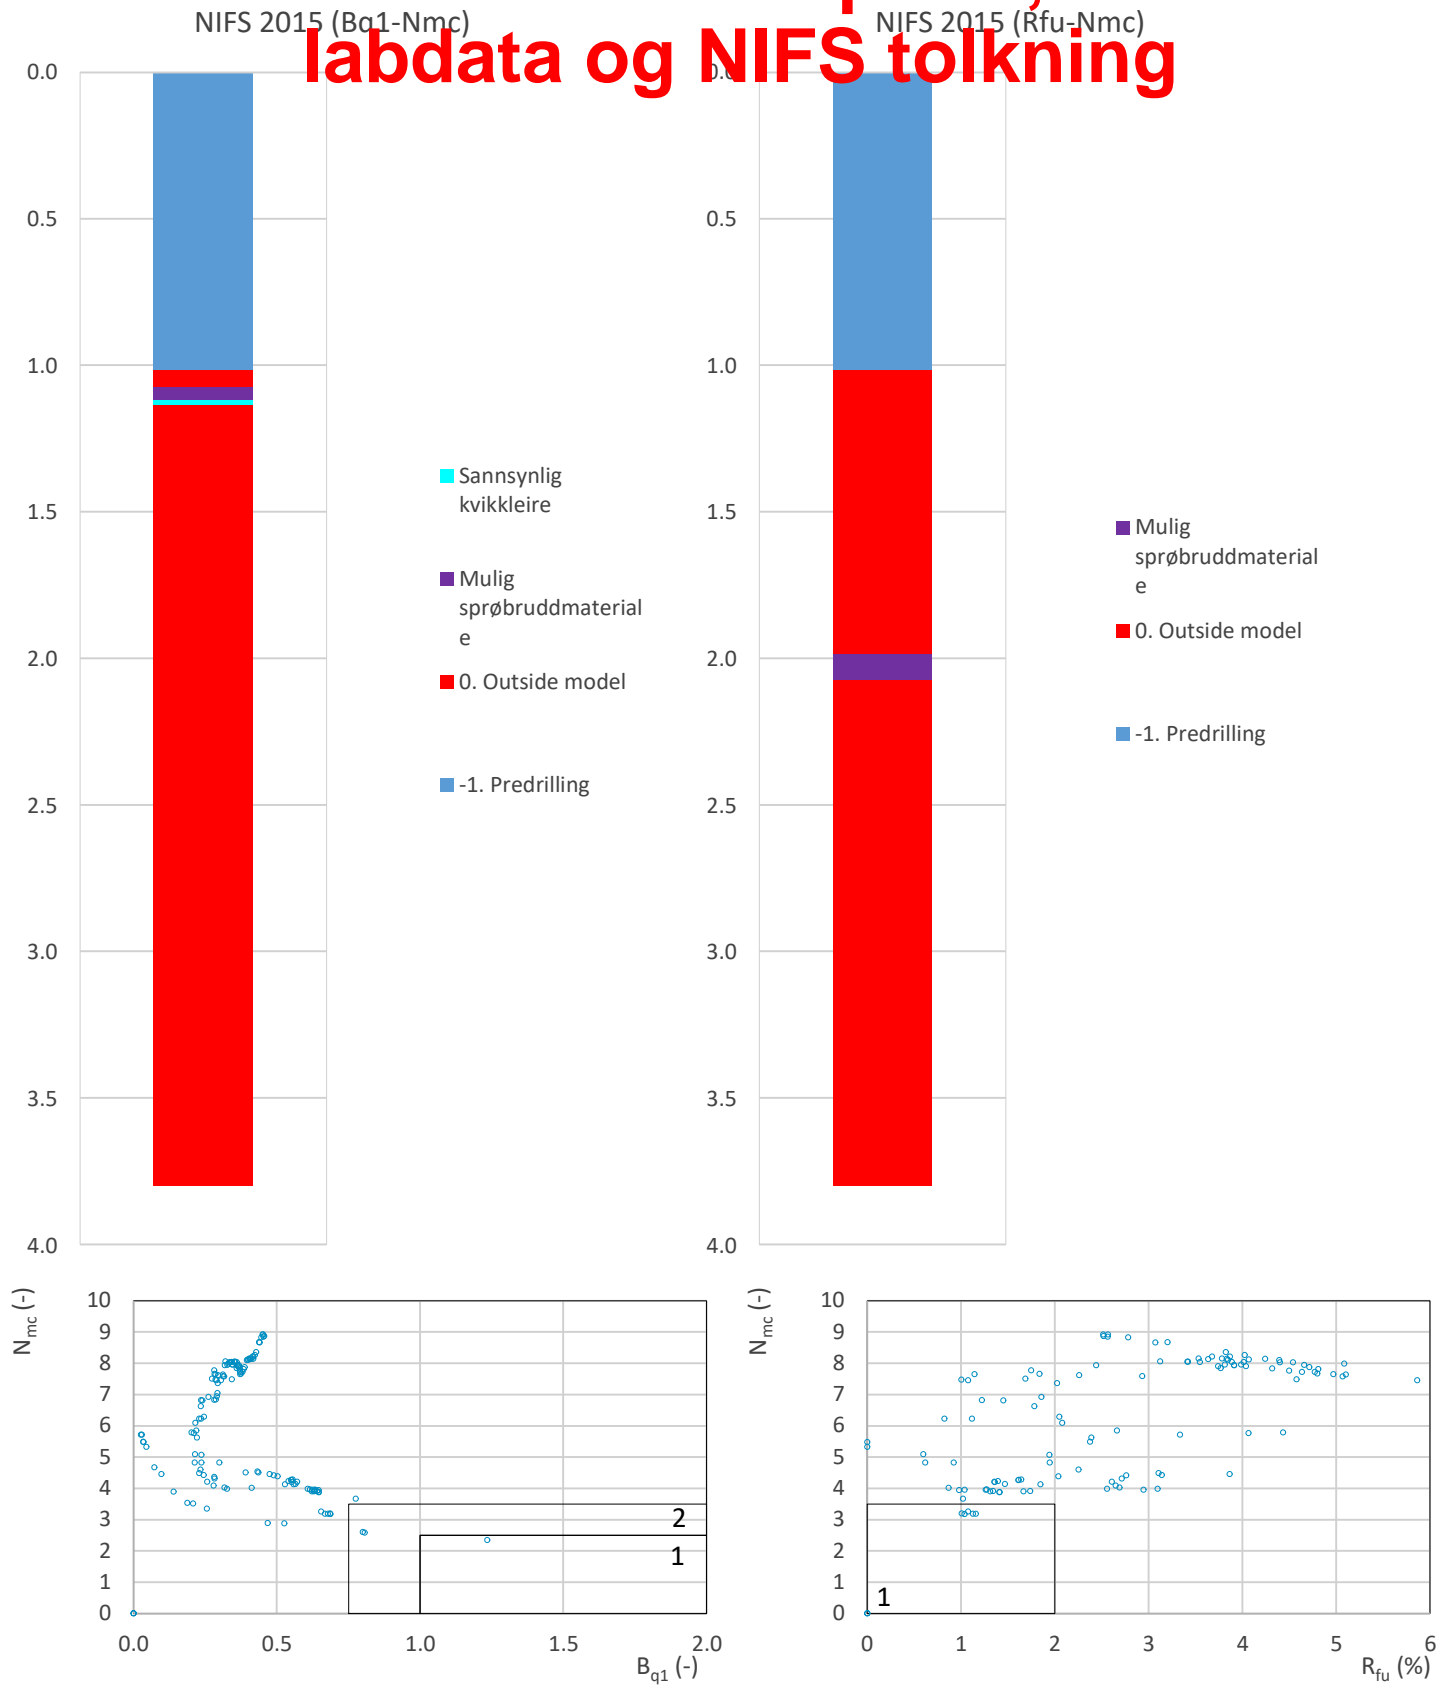 NIFS 2015 (Bq1-Nmc)
NIFS 2015 (Rfu-Nmc)
labdata og NIFS tolkning
0.0
0.5
1.0
1.5
2.0
2.5
3.0
3.5
4.0
Sannsynlig
kvikkleire
Mulig
sprøbruddmaterial
e
0. Outside model
-1. Predrilling
0.0
0.5
1.0
1.5
2.0
2.5
3.0
3.5
4.0
Mulig
sprøbruddmaterial
e
0. Outside model
-1. Predrilling
Nmc (-)
10
9
8
7
6
5
4
3
2
1
0
2
1
0.0 0.5 1.0 1.5 2.0
Bq1 (-)
Nmc (-)
10
9
8
7
6
5
4
3
2
1
0
1
0 1 2 3 4 5 6
Rfu (%)